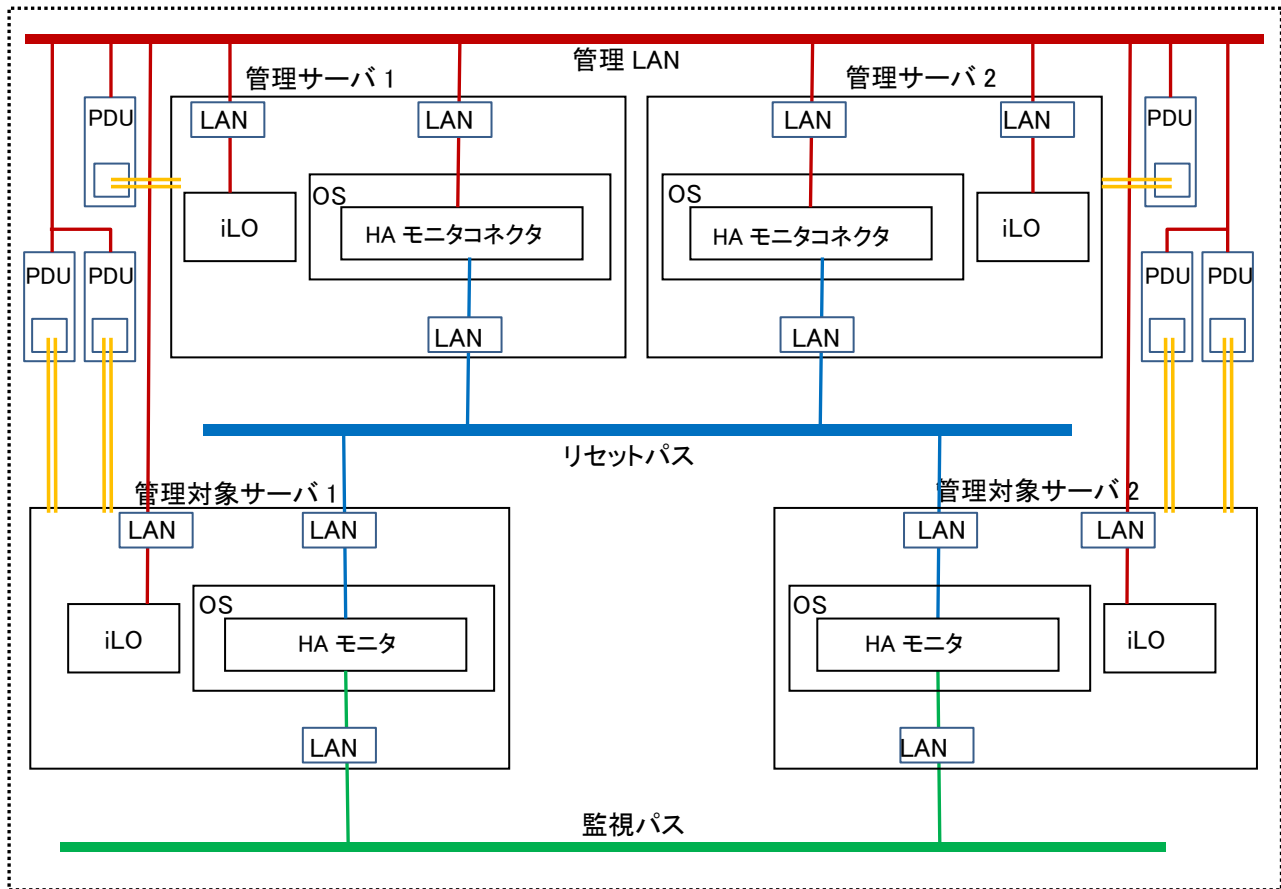 管理 LAN
管理サーバ 1
管理サーバ 2
PDU
LAN
LAN
LAN
LAN
PDU
OS
OS
iLO
HA モニタコネクタ
HA モニタコネクタ
iLO
PDU
PDU
PDU
PDU
LAN
LAN
リセットパス
管理対象サーバ 1
管理対象サーバ 2
LAN
LAN
LAN
LAN
OS
OS
iLO
HA モニタ
HA モニタ
iLO
LAN
LAN
監視パス